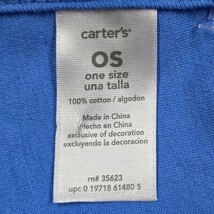 carter's
OS
one size
una talla
100% cotton / algodon
Made in China
Hecho en China
exclusive of decoration
excluyendo la decoracion
rn# 35623
upc 0 19718 61480 5